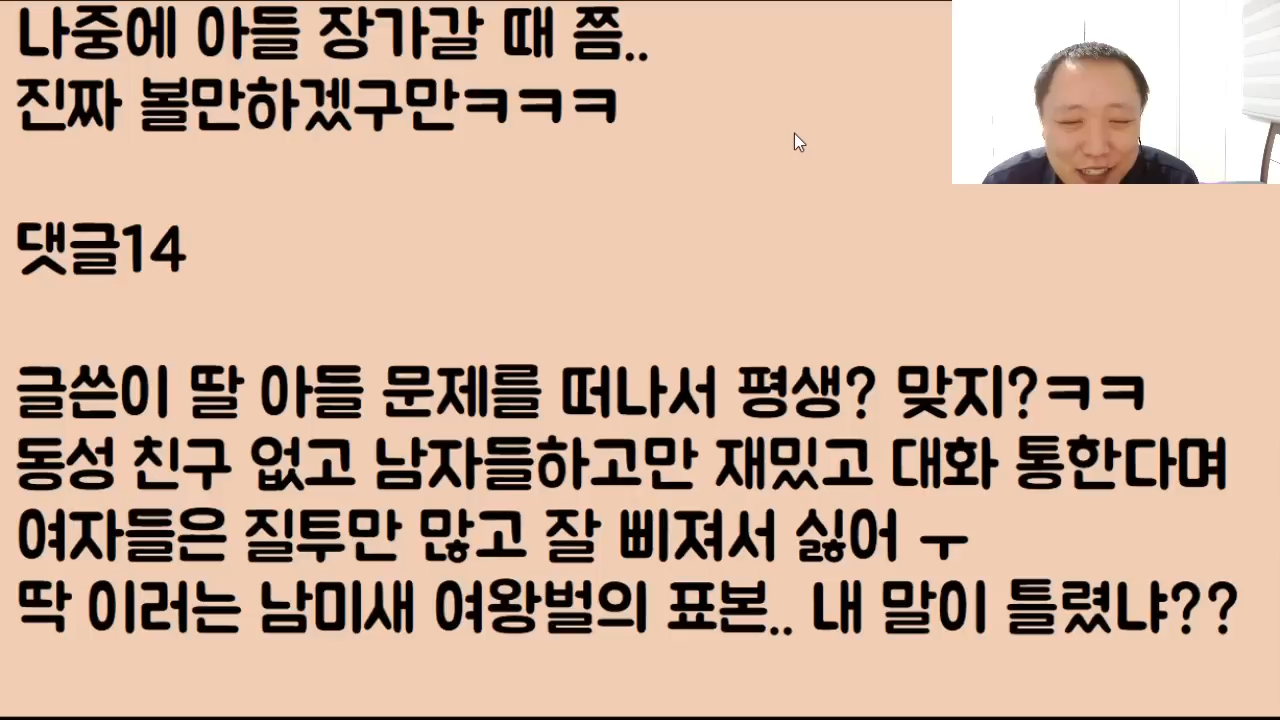 나중에 아들 장가갈 때 쯤..
진짜 볼만하겠구만ㅋㅋㅋ
댓글14
글쓴이 딸 아들 문제를 떠나서 평생? 맞지?ㅋㅋ
동성 친구 없고 남자들하고만 재밌고 대화 통한다며
여자들은 질투만 많고 잘 삐져서 싫어 ㅜ
딱 이러는 남미새 여왕벌의 표본.. 내 말이 틀렸냐??